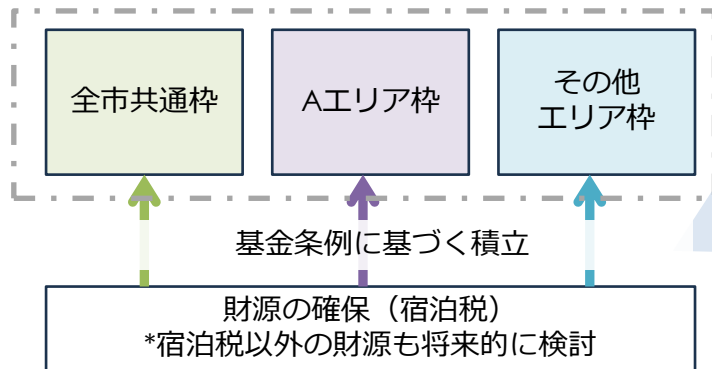 全市共通枠
Aエリア枠
その他
エリア枠
基金条例に基づく積立
財源の確保（宿泊税）
*宿泊税以外の財源も将来的に検討